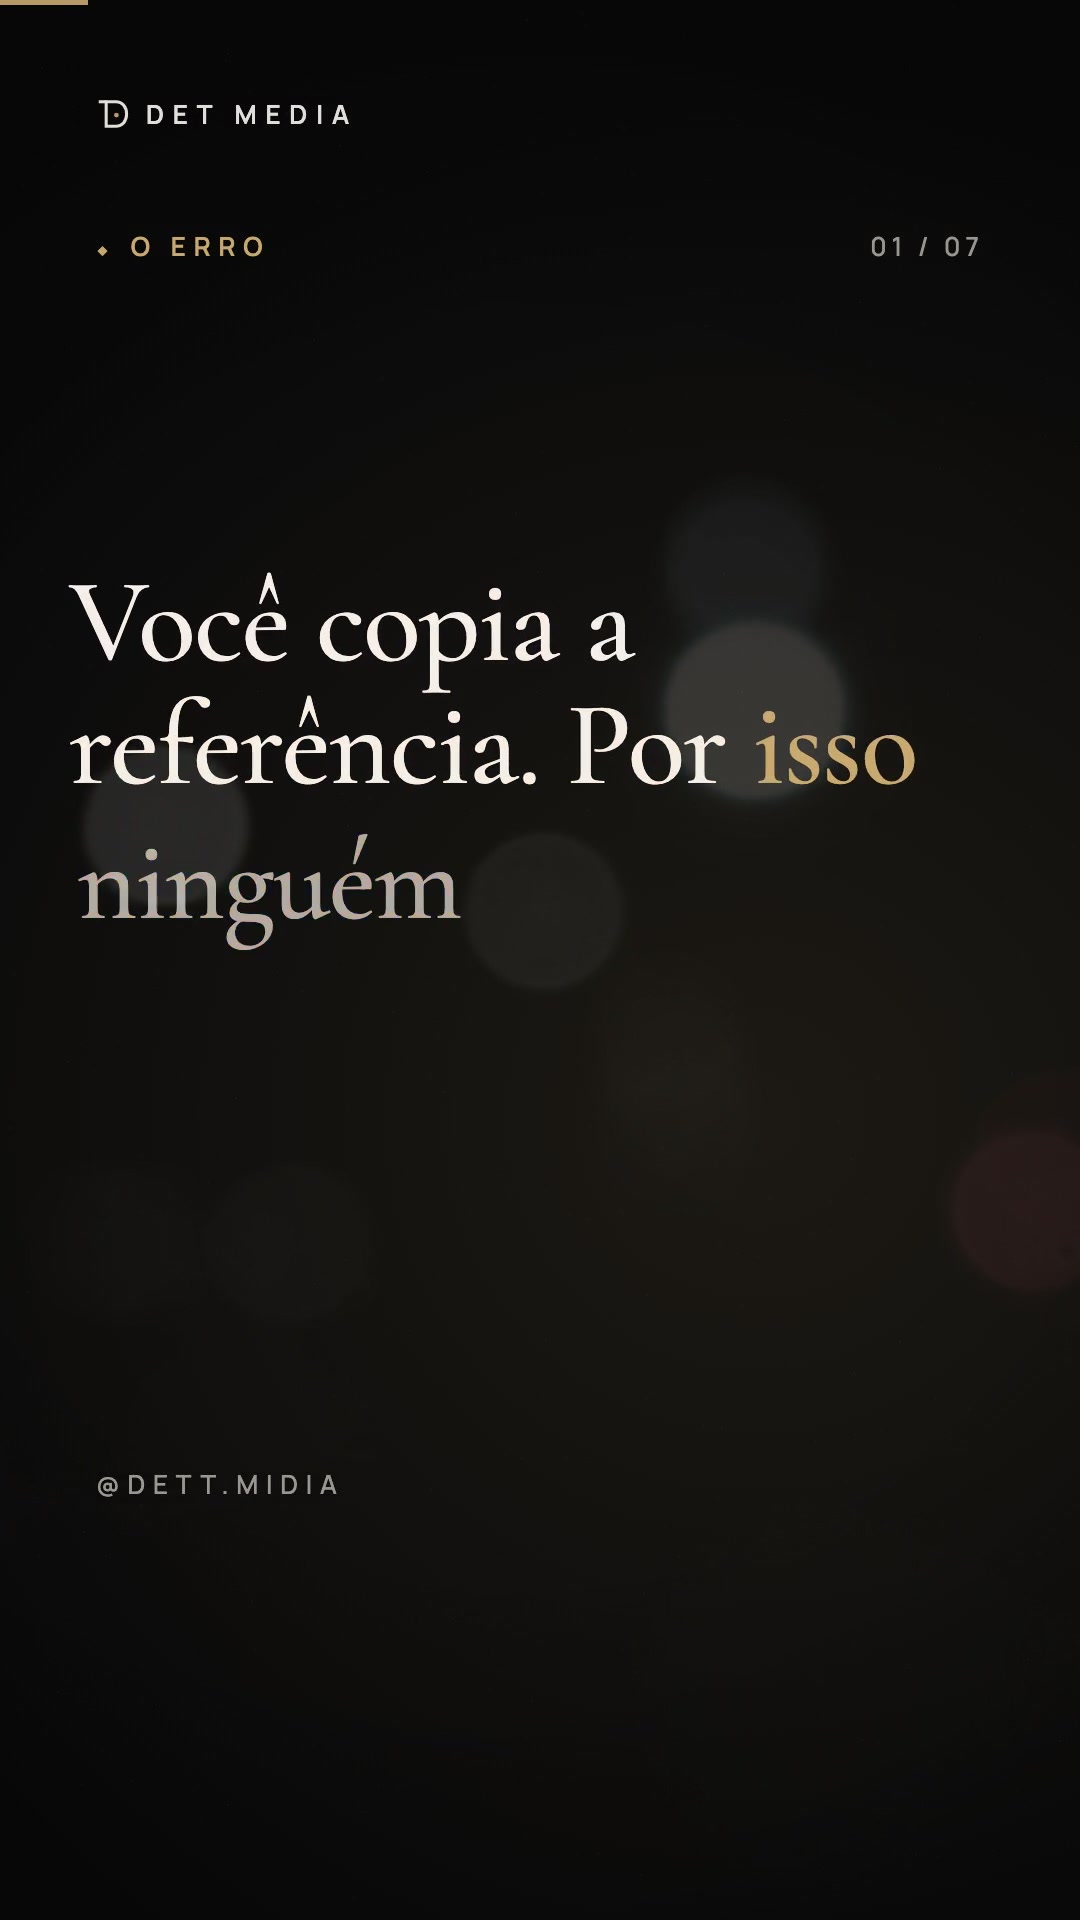 DET MEDIA
◆ O ERRO
01 / 07
Você copia a
referência. Por isso
ninguém
@DETT.MIDIA